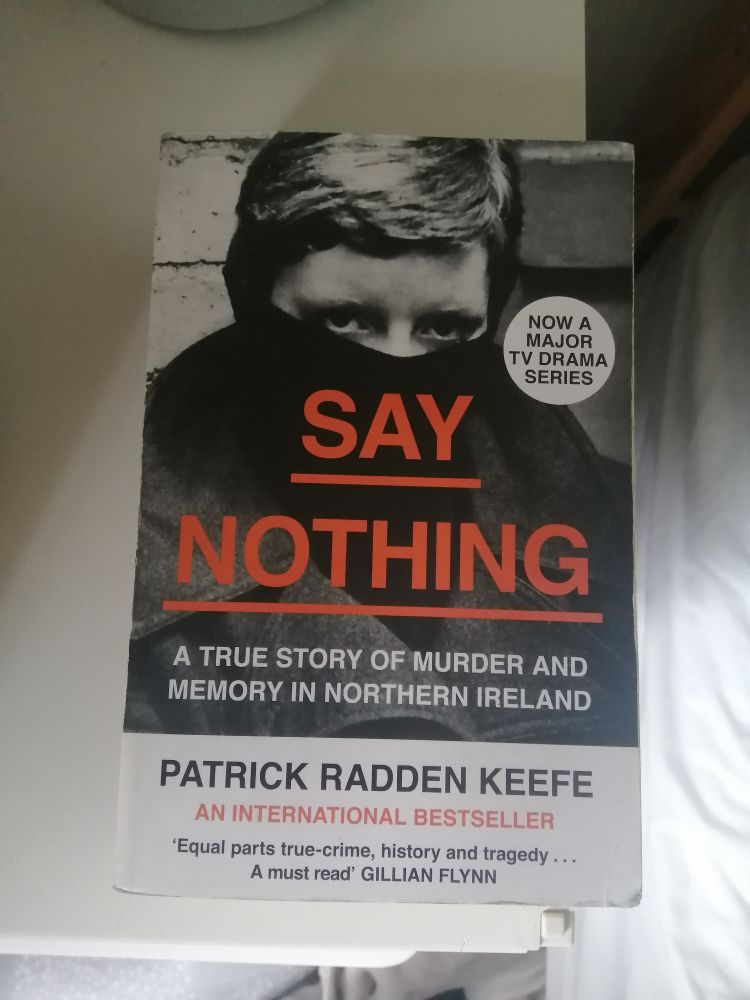 NOW A
MAJOR
TV DRAMA
SERIES
SAY
NOTHING
A TRUE STORY OF MURDER AND
MEMORY IN NORTHERN IRELAND
PATRICK RADDEN KEEFE
AN INTERNATIONAL BESTSELLER
‘Equal parts true-crime, history and tragedy . . .
A must read’ GILLIAN FLYNN